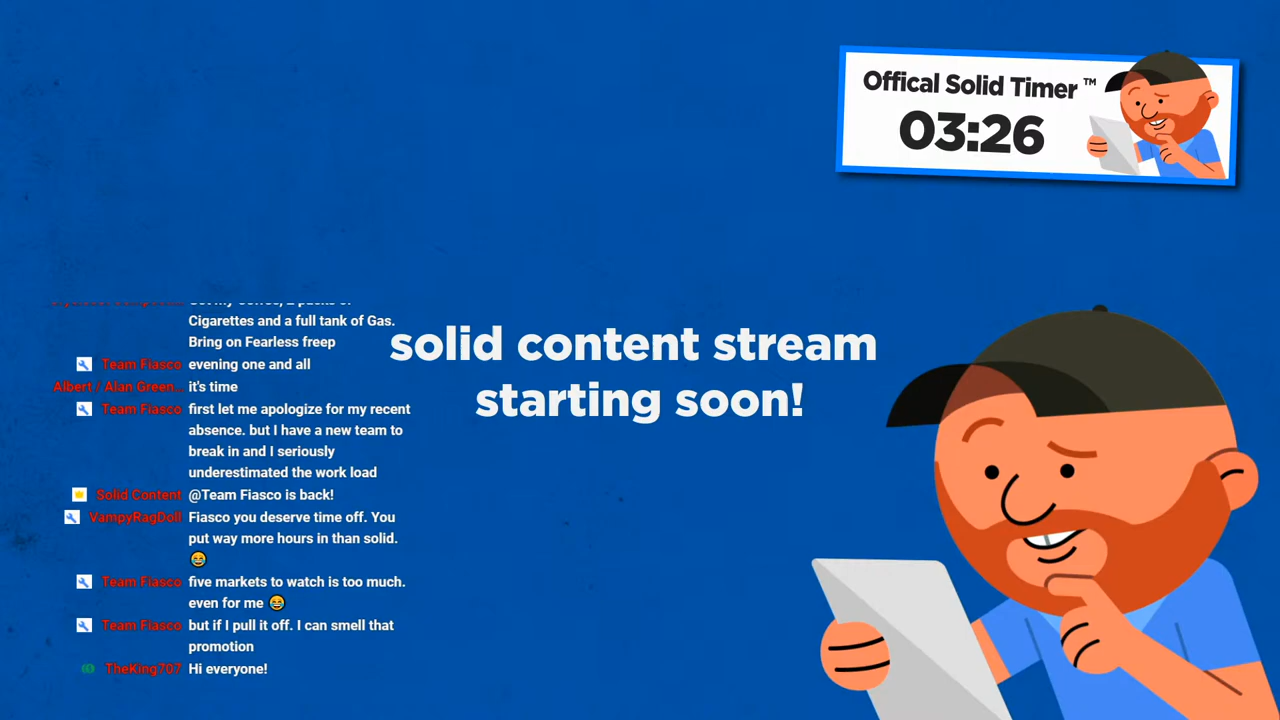 Offical Solid Timer ™
03:26
solid content stream
starting soon!
Cigarettes and a full tank of Gas.
Bring on Fearless freep
Team Fiasco evening one and all
Albert / Alan Green... it's time
Team Fiasco first let me apologize for my recent
absence. but I have a new team to
break in and I seriously
underestimated the work load
Solid Content @Team Fiasco is back!
VampyRagDoll Fiasco you deserve time off. You
put way more hours in than solid.
😂
Team Fiasco five markets to watch is too much.
even for me 😂
Team Fiasco but if I pull it off. I can smell that
promotion
TheKing707 Hi everyone!